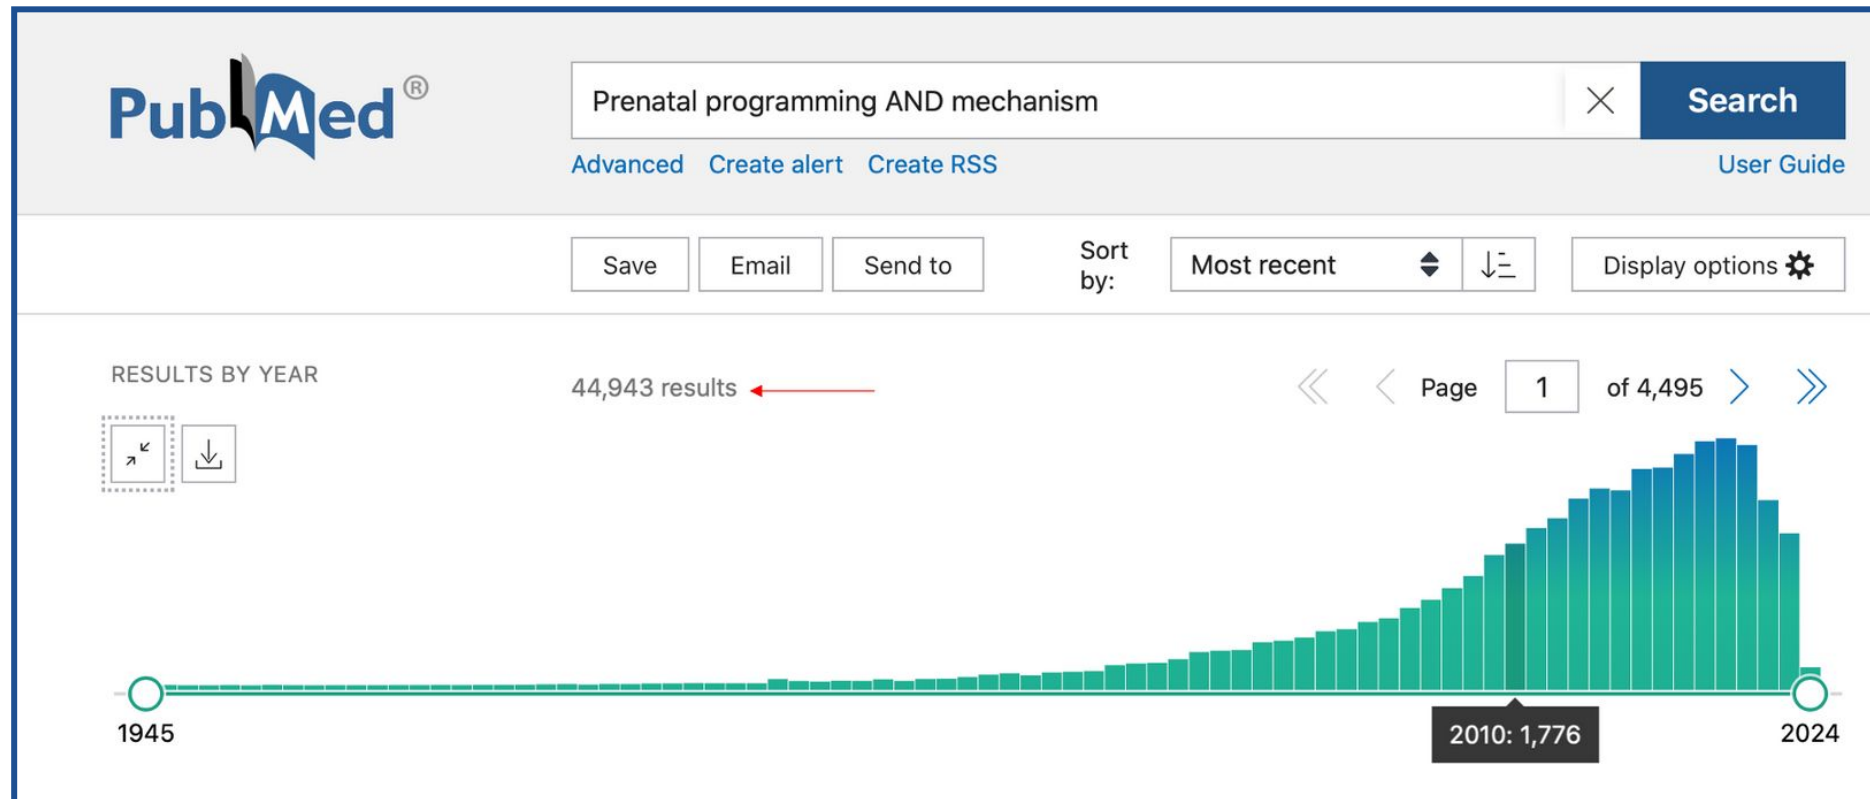 PubMed®
Prenatal programming AND mechanism
Search
Advanced Create alert Create RSS
User Guide
Save Email Send to
Sort by:
Most recent
Display options
RESULTS BY YEAR
44,943 results
Page 1 of 4,495
2010: 1,776
1945
2024